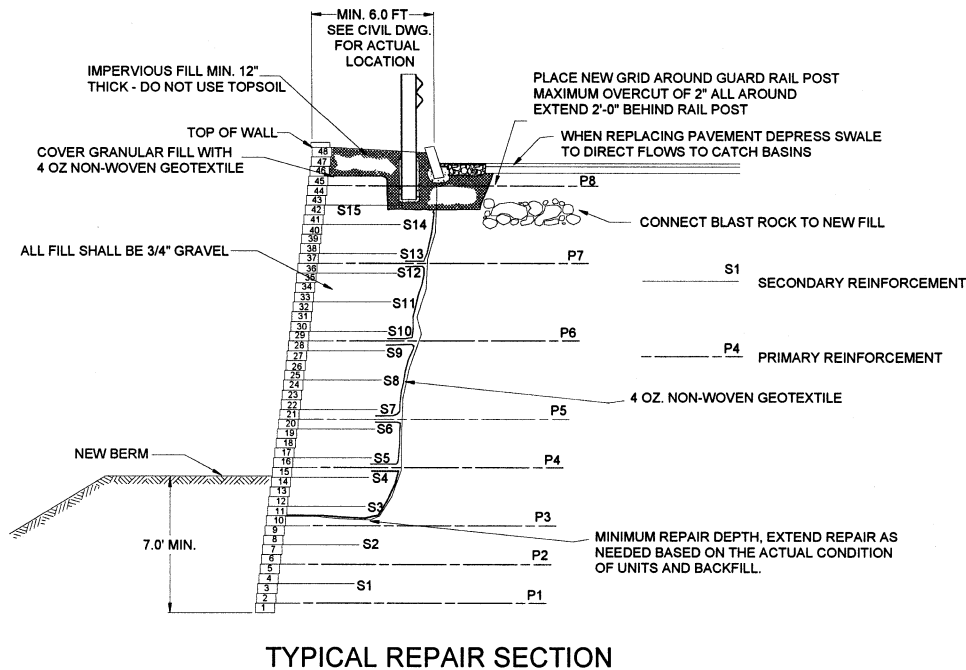 MIN. 6.0 FT
SEE CIVIL DWG.
FOR ACTUAL
LOCATION
IMPERVIOUS FILL MIN. 12"
THICK - DO NOT USE TOPSOIL
PLACE NEW GRID AROUND GUARD RAIL POST
MAXIMUM OVERCUT OF 2" ALL AROUND
EXTEND 2'-0" BEHIND RAIL POST
TOP OF WALL
WHEN REPLACING PAVEMENT DEPRESS SWALE
TO DIRECT FLOWS TO CATCH BASINS
COVER GRANULAR FILL WITH
4 OZ NON-WOVEN GEOTEXTILE
48
47
46
45
P8
44
43
42
S15
41
S14
40
CONNECT BLAST ROCK TO NEW FILL
39
ALL FILL SHALL BE 3/4" GRAVEL
38
S13
37
P7
36
S12
35
S1
SECONDARY REINFORCEMENT
34
33
S11
32
31
30
S10
29
P6
28
S9
P4
PRIMARY REINFORCEMENT
27
26
25
S8
24
4 OZ. NON-WOVEN GEOTEXTILE
23
22
S7
21
P5
20
S6
19
18
17
NEW BERM
S5
16
P4
15
S4
14
13
12
S3
11
10
P3
9
7.0' MIN.
8
S2
7
MINIMUM REPAIR DEPTH, EXTEND REPAIR AS
NEEDED BASED ON THE ACTUAL CONDITION
OF UNITS AND BACKFILL.
6
P2
5
4
S1
3
2
P1
1
TYPICAL REPAIR SECTION